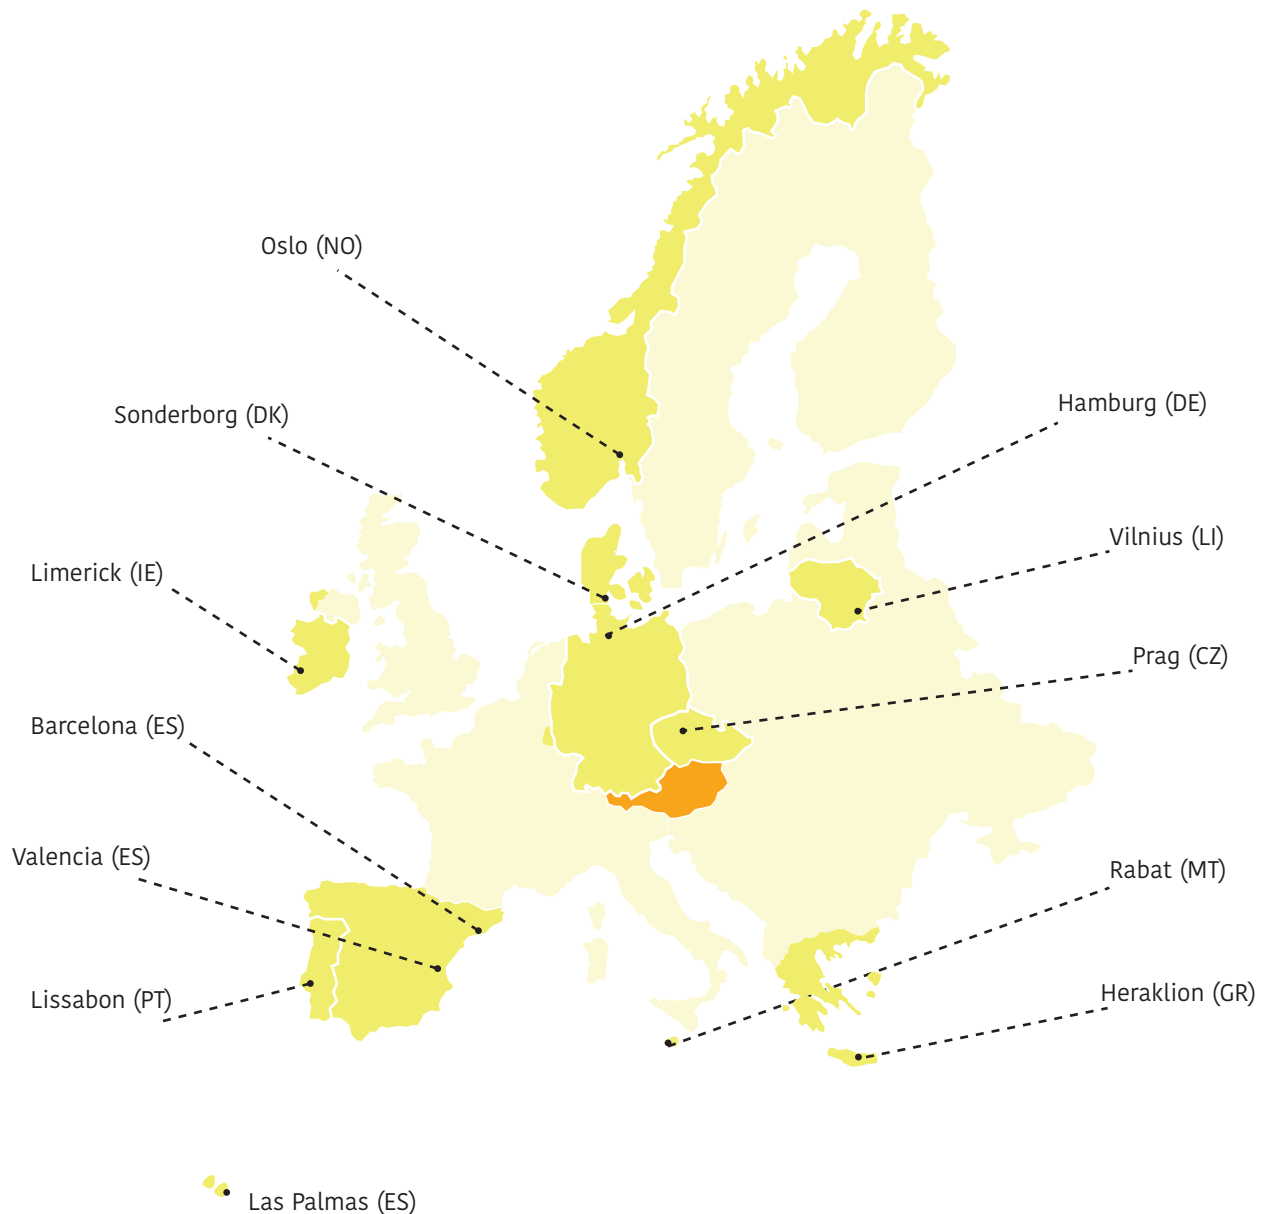 Oslo (NO)
Sonderborg (DK)
Hamburg (DE)
Vilnius (LI)
Limerick (IE)
Prag (CZ)
Barcelona (ES)
Valencia (ES)
Rabat (MT)
Lissabon (PT)
Heraklion (GR)
Las Palmas (ES)